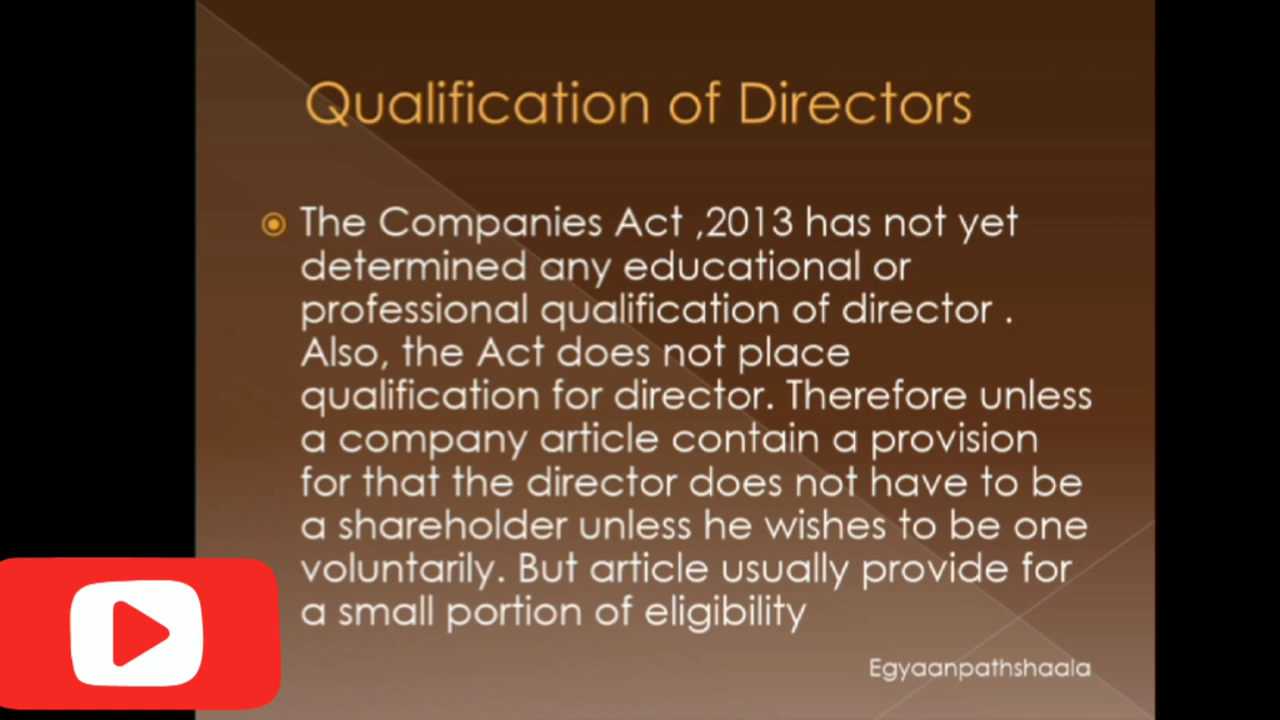 Qualification of Directors
The Companies Act ,2013 has not yet
determined any educational or
professional qualification of director .
Also, the Act does not place
qualification for director. Therefore unless
a company article contain a provision
for that the director does not have to be
a shareholder unless he wishes to be one
voluntarily. But article usually provide for
a small portion of eligibility
Egyaanpathshaala